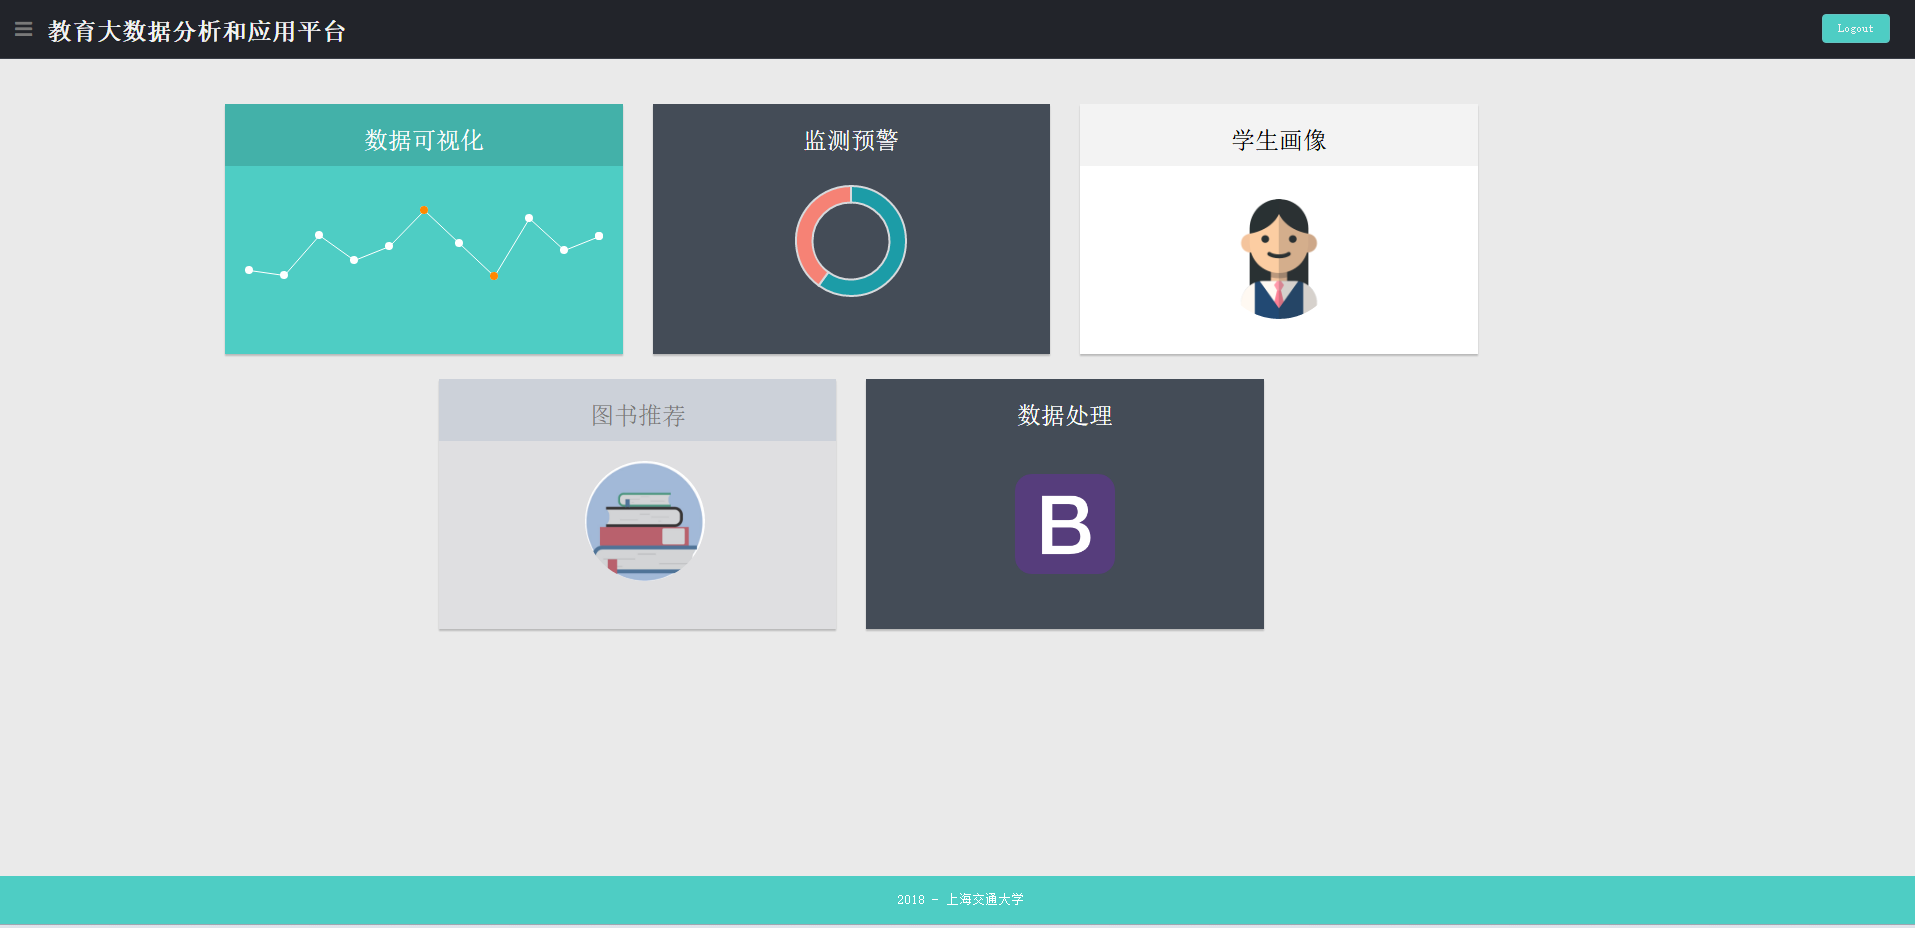 教育大数据分析和应用平台
Logout
数据可视化
监测预警
学生画像
图书推荐
数据处理
B
2018 - 上海交通大学